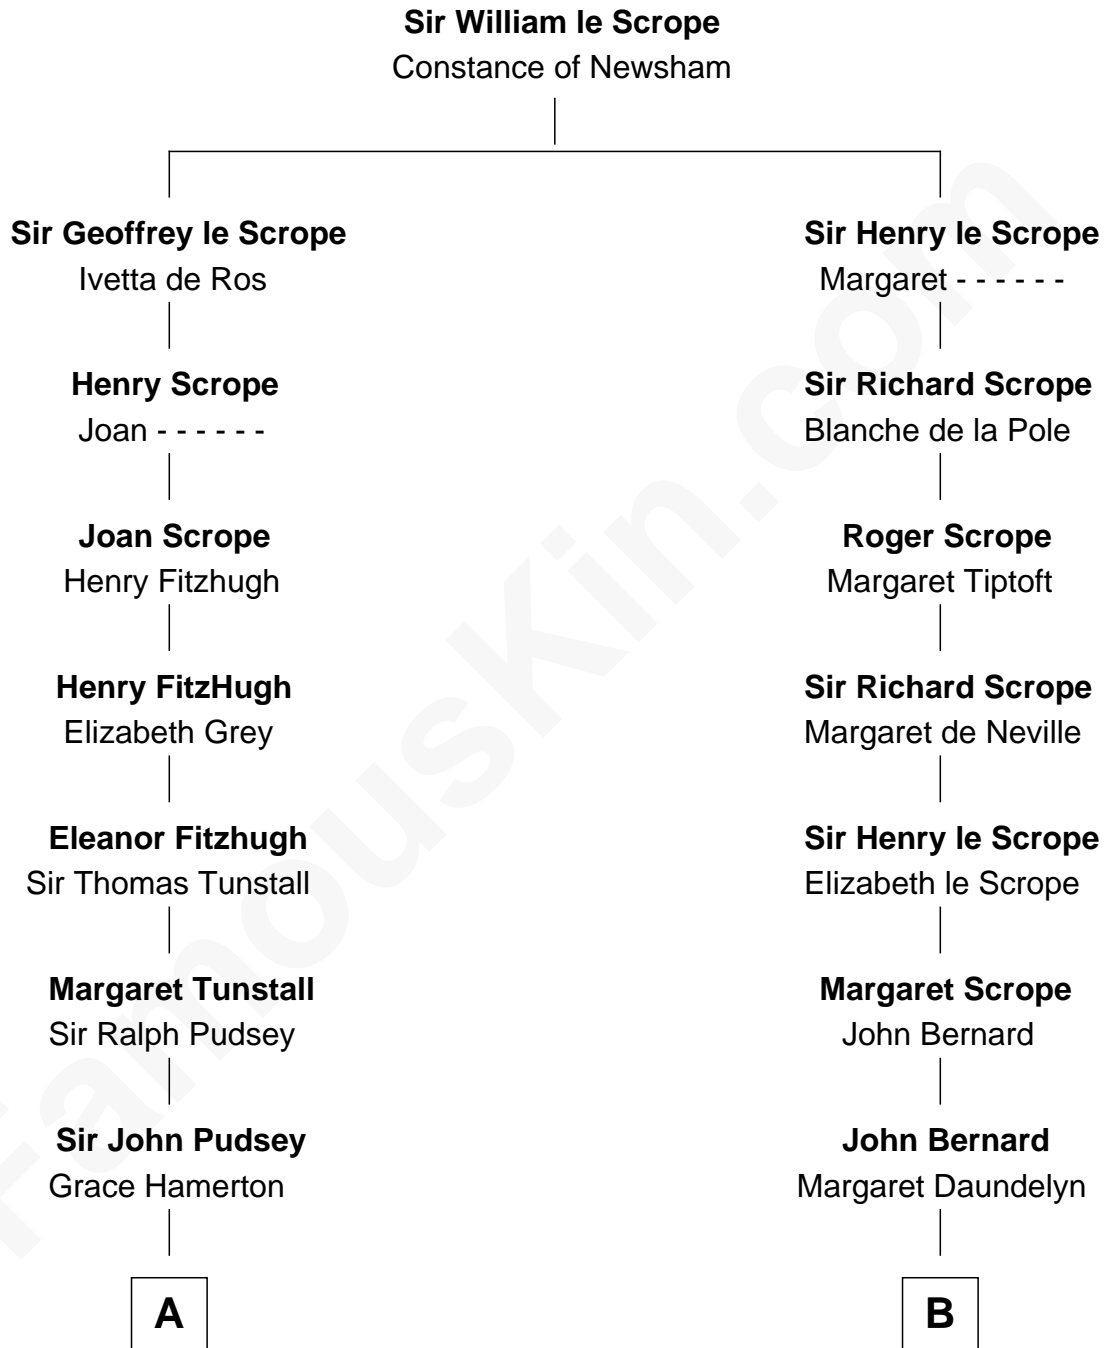 Sir William le Scrope
Constance of Newsham
Sir Geoffrey le Scrope
Ivetta de Ros
Henry Scrope
Joan - - - - - -
Joan Scrope
Henry Fitzhugh
Henry FitzHugh
Elizabeth Grey
Eleanor Fitzhugh
Sir Thomas Tunstall
Margaret Tunstall
Sir Ralph Pudsey
Sir John Pudsey
Grace Hamerton
A
Sir Henry le Scrope
Margaret - - - - - -
Sir Richard Scrope
Blanche de la Pole
Roger Scrope
Margaret Tiptoft
Sir Richard Scrope
Margaret de Neville
Sir Henry le Scrope
Elizabeth le Scrope
Margaret Scrope
John Bernard
John Bernard
Margaret Daundelyn
B
FamousKin.com